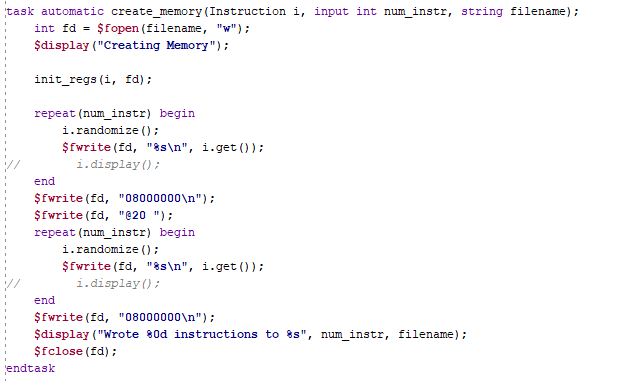 task automatic create_memory(Instruction i, input int num_instr, string filename);
    int fd = $fopen(filename, "w");
    $display("Creating Memory");

    init_regs(i, fd);

    repeat(num_instr) begin
        i.randomize();
        $fwrite(fd, "%s\n", i.get());
//        i.display();
    end
    $fwrite(fd, "08000000\n");
    $fwrite(fd, "@20 ");
    repeat(num_instr) begin
        i.randomize();
        $fwrite(fd, "%s\n", i.get());
//        i.display();
    end
    $fwrite(fd, "08000000\n");
    $display("Wrote %0d instructions to %s", num_instr, filename);
    $fclose(fd);
endtask